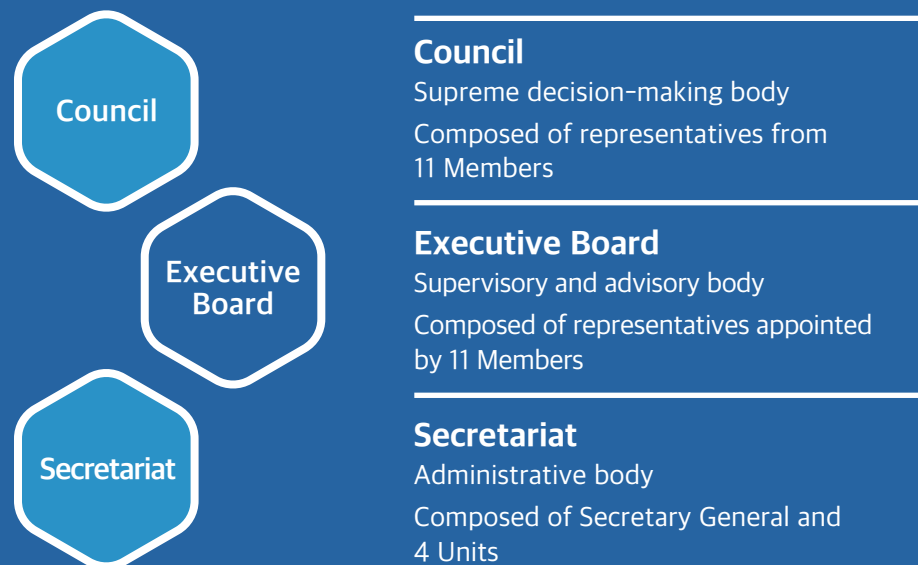 Council
Executive
Board
Secretariat
Council
Supreme decision-making body
Composed of representatives from
11 Members
Executive Board
Supervisory and advisory body
Composed of representatives appointed
by 11 Members
Secretariat
Administrative body
Composed of Secretary General and
4 Units